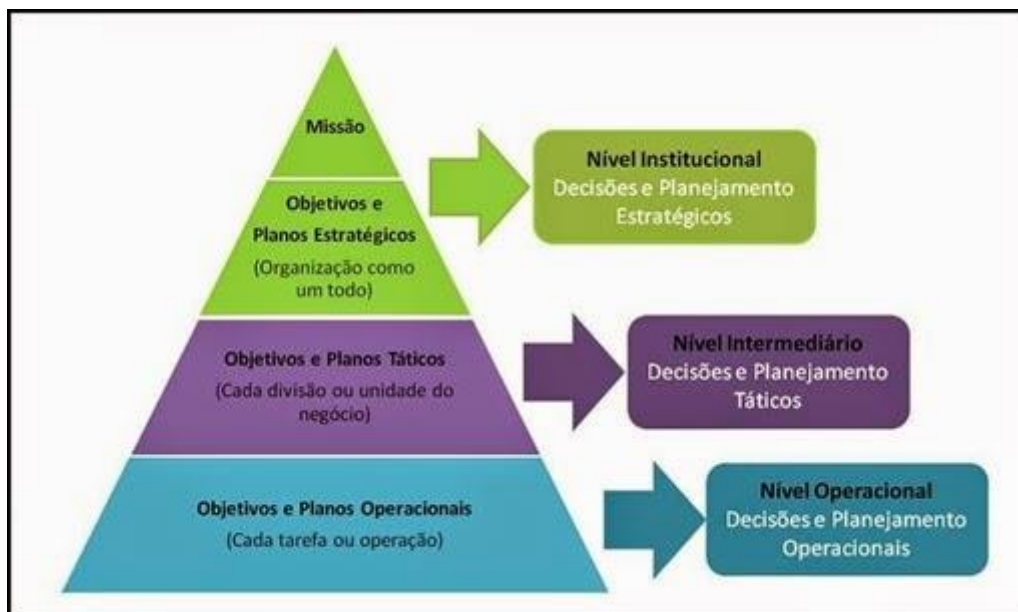 Missão
Objetivos e
Planos Estratégicos
(Organização como
um todo)
Nível Institucional
Decisões e Planejamento
Estratégicos
Objetivos e Planos Táticos
(Cada divisão ou unidade do
negócio)
Nível Intermediário
Decisões e Planejamento
Táticos
Objetivos e Planos Operacionais
(Cada tarefa ou operação)
Nível Operacional
Decisões e Planejamento
Operacionais